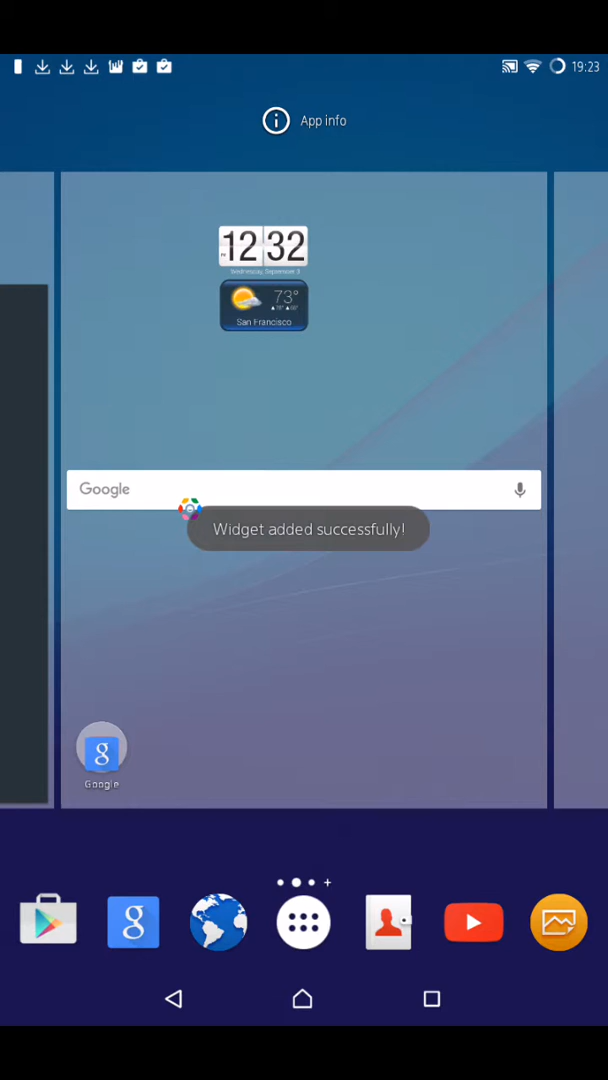 19:23
App info
12 32
Wednesday, September 3
73°
San Francisco
Google
Widget added successfully!
g
Google
g